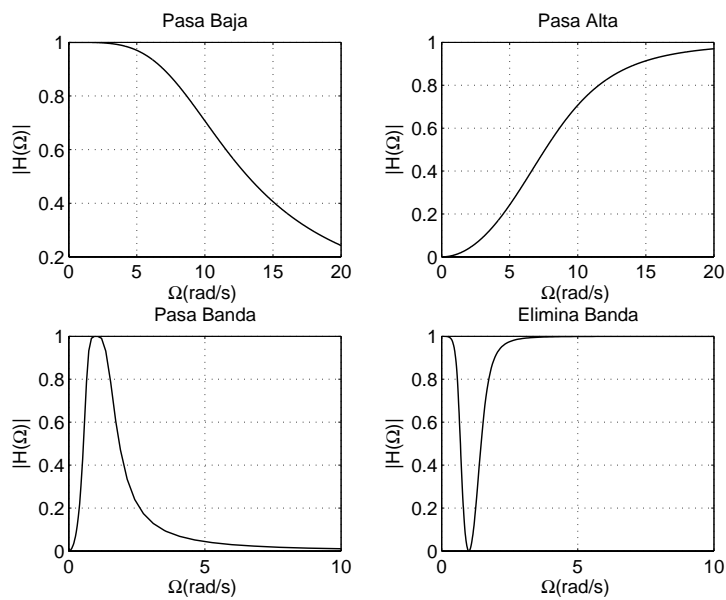 Pasa Baja
1
0.8
0.6
0.4
0.2
|H(Ω)|
0 5 10 15 20
Ω(rad/s)
Pasa Alta
1
0.8
0.6
0.4
0.2
0
|H(Ω)|
0 5 10 15 20
Ω(rad/s)
Pasa Banda
1
0.8
0.6
0.4
0.2
0
|H(Ω)|
0 5 10
Ω(rad/s)
Elimina Banda
1
0.8
0.6
0.4
0.2
0
|H(Ω)|
0 5 10
Ω(rad/s)